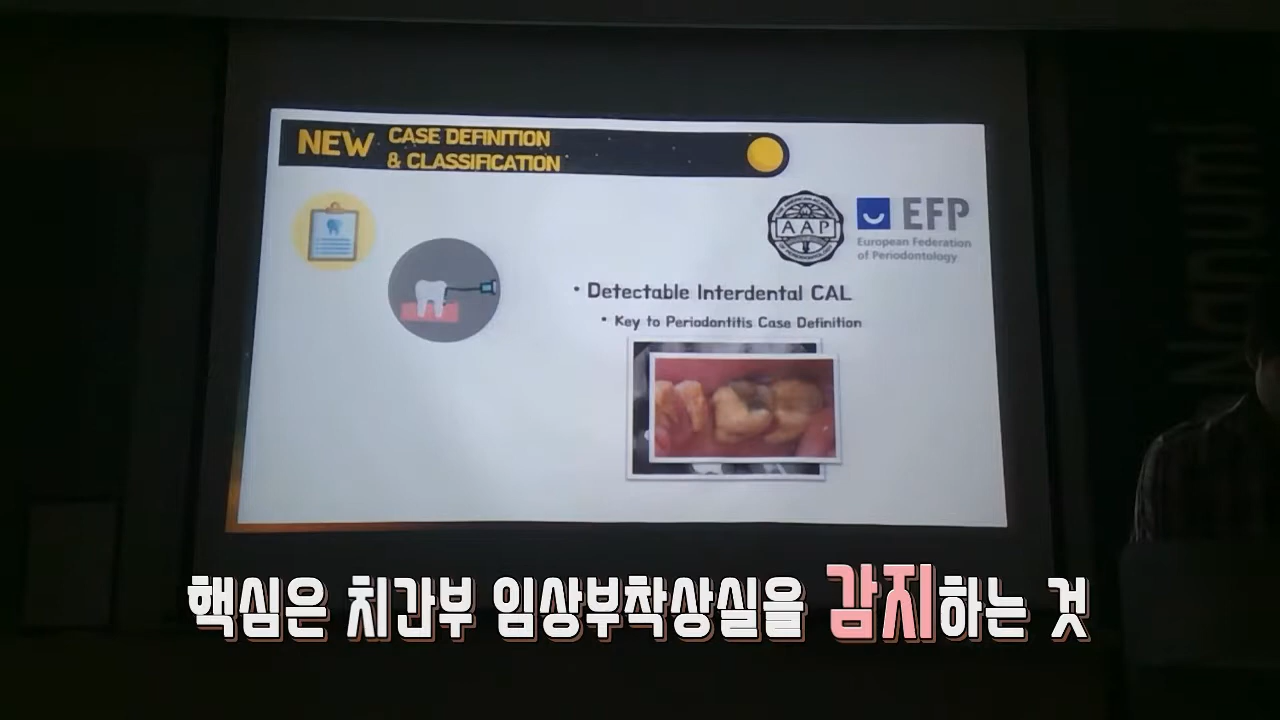 NEW
CASE DEFINITION
& CLASSIFICATION
AAP
EFP
European Federation
of Periodontology
• Detectable Interdental CAL
• Key to Periodontitis Case Definition
Nanumi
핵심은 치간부 임상부착상실을 감지하는 것